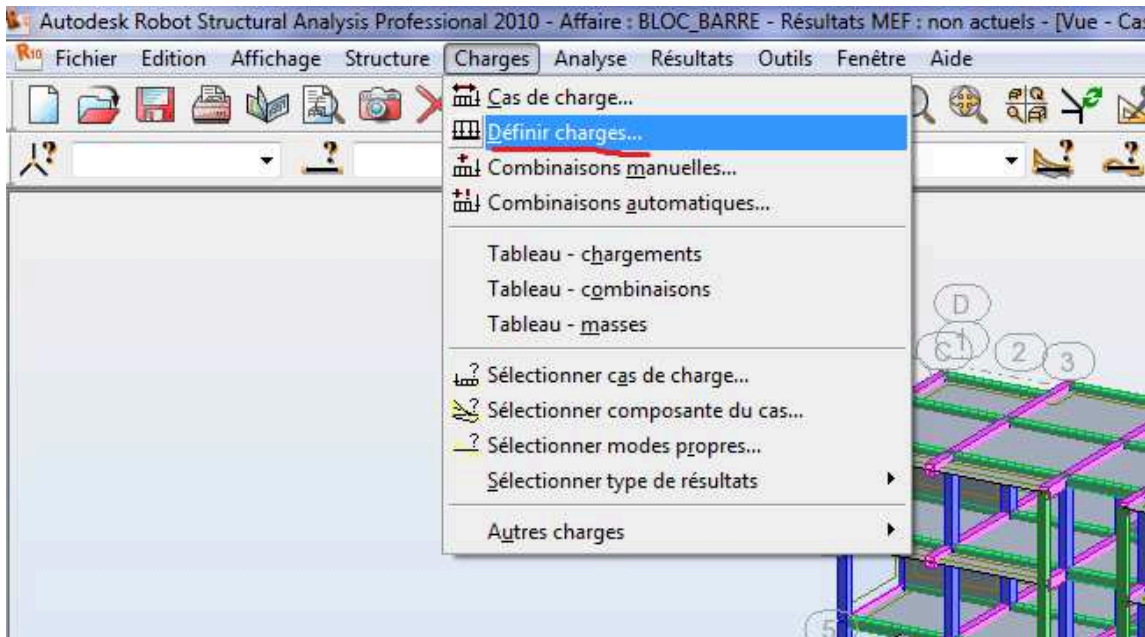 Autodesk Robot Structural Analysis Professional 2010 - Affaire : BLOC_BARRE - Résultats MEF : non actuels - [Vue - Cas
Fichier Edition Affichage Structure Charges Analyse Résultats Outils Fenêtre Aide
Cas de charge...
Définir charges...
Combinaisons manuelles...
Combinaisons automatiques...
Tableau - chargements
Tableau - combinaisons
Tableau - masses
Sélectionner cas de charge...
Sélectionner composante du cas...
Sélectionner modes propres...
Sélectionner type de résultats
Autres charges
D
C 1 2 3
5